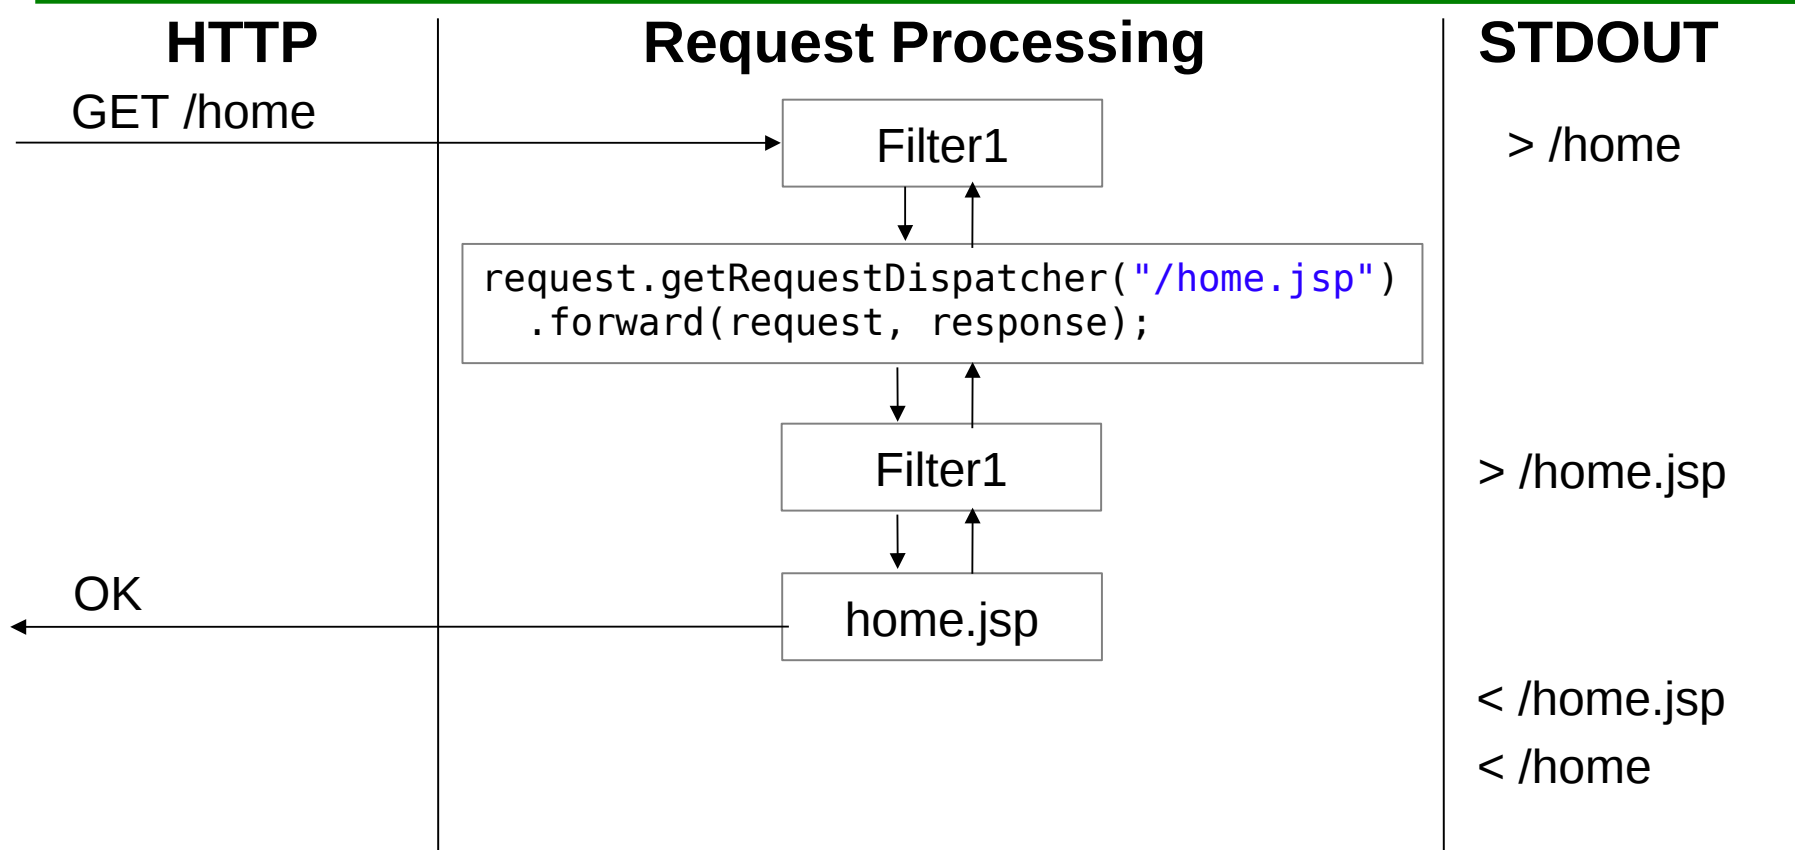 HTTP
Request Processing
STDOUT
GET /home
Filter1
> /home
request.getRequestDispatcher("/home.jsp")
.forward(request, response);
Filter1
> /home.jsp
OK
home.jsp
< /home.jsp
< /home